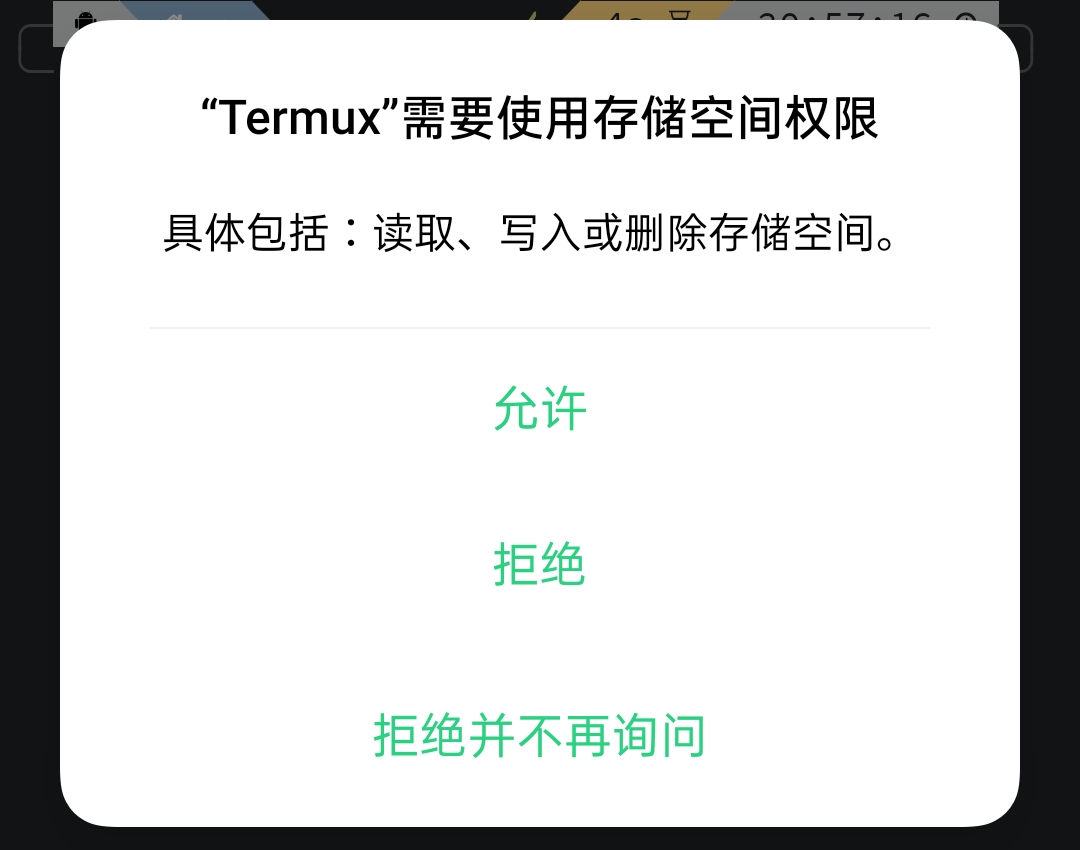 “Termux”需要使用存储空间权限
具体包括：读取、写入或删除存储空间。
允许
拒绝
拒绝并不再询问